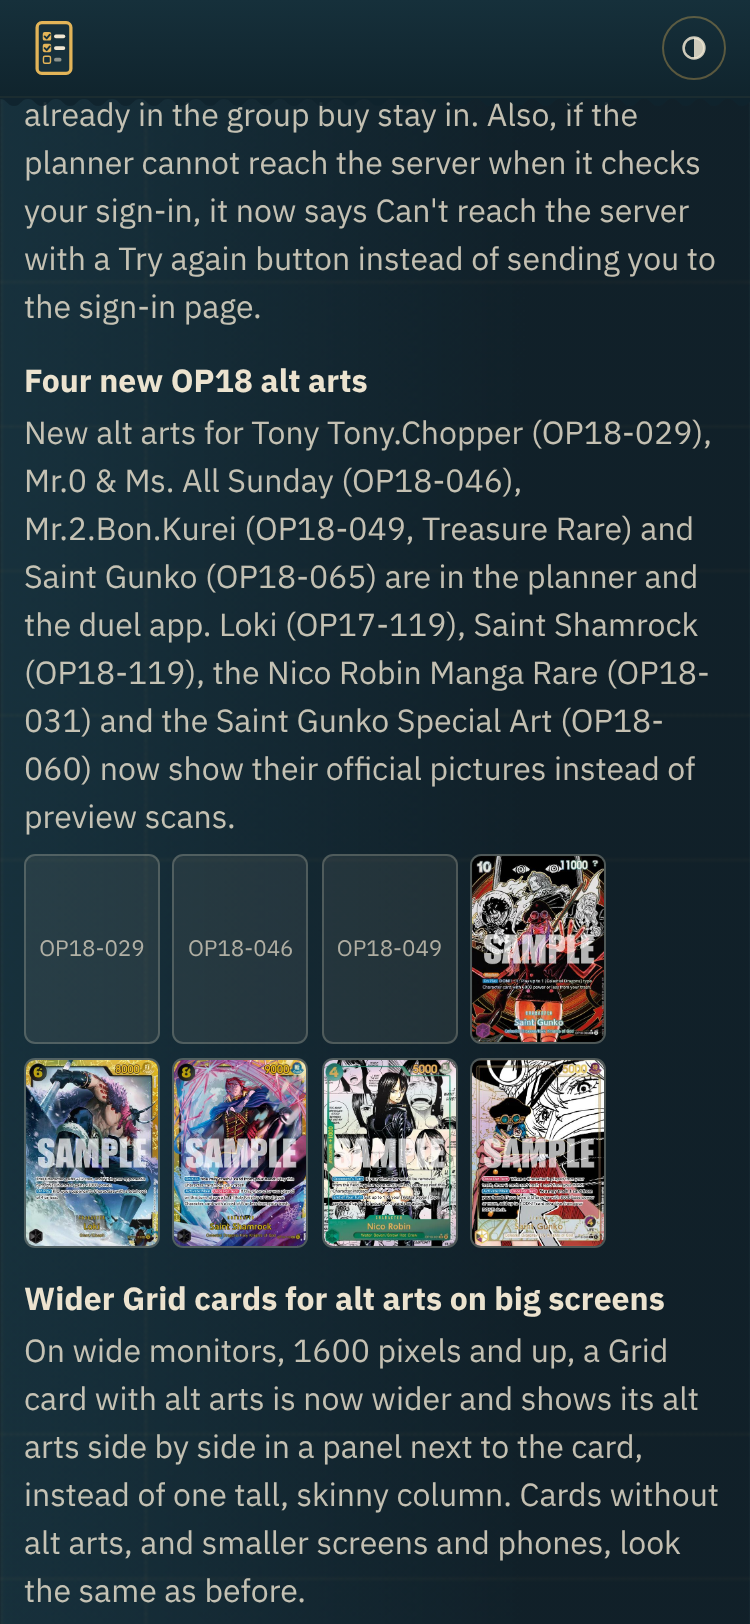 already in the group buy stay in. Also, if the
planner cannot reach the server when it checks
your sign-in, it now says Can't reach the server
with a Try again button instead of sending you to
the sign-in page.
Four new OP18 alt arts
New alt arts for Tony Tony.Chopper (OP18-029),
Mr.0 & Ms. All Sunday (OP18-046),
Mr.2.Bon.Kurei (OP18-049, Treasure Rare) and
Saint Gunko (OP18-065) are in the planner and
the duel app. Loki (OP17-119), Saint Shamrock
(OP18-119), the Nico Robin Manga Rare (OP18-
031) and the Saint Gunko Special Art (OP18-
060) now show their official pictures instead of
preview scans.
OP18-029
OP18-046
OP18-049
10 11000
SAMPLE
Saint Gunko
6 8000
SAMPLE
Loki
8 9000
SAMPLE
Saint Shamrock
4 5000
SAMPLE
Nico Robin
5000
SAMPLE
Saint Gunko
Wider Grid cards for alt arts on big screens
On wide monitors, 1600 pixels and up, a Grid
card with alt arts is now wider and shows its alt
arts side by side in a panel next to the card,
instead of one tall, skinny column. Cards without
alt arts, and smaller screens and phones, look
the same as before.